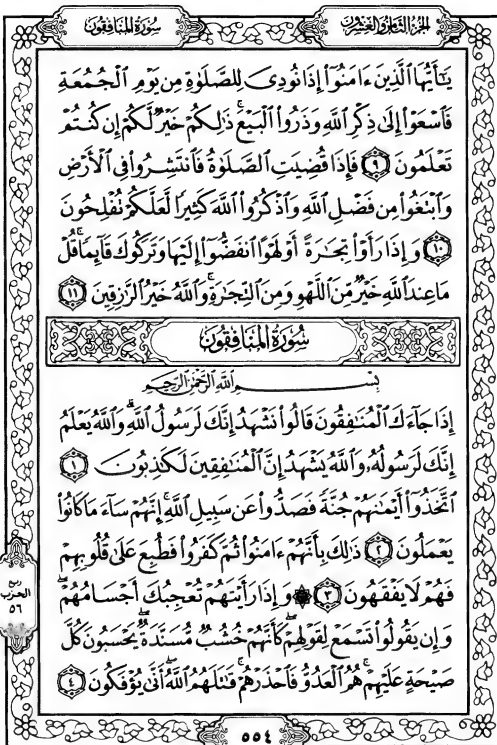 الجزء الثامن والعشرون
سورة المنافقون
يَٰٓأَيُّهَا ٱلَّذِينَ ءَامَنُوٓاْ إِذَا نُودِىَ لِلصَّلَوٰةِ مِن يَوْمِ ٱلْجُمُعَةِ
فَٱسْعَوْاْ إِلَىٰ ذِكْرِ ٱللَّهِ وَذَرُواْ ٱلْبَيْعَ ۚ ذَٰلِكُمْ خَيْرٌ لَّكُمْ إِن كُنتُمْ
تَعْلَمُونَ ٩ فَإِذَا قُضِيَتِ ٱلصَّلَوٰةُ فَٱنتَشِرُواْ فِى ٱلْأَرْضِ
وَٱبْتَغُواْ مِن فَضْلِ ٱللَّهِ وَٱذْكُرُواْ ٱللَّهَ كَثِيرًا لَّعَلَّكُمْ تُفْلِحُونَ
١٠ وَإِذَا رَأَوْاْ تِجَٰرَةً أَوْ لَهْوًا ٱنفَضُّوٓاْ إِلَيْهَا وَتَرَكُوكَ قَآئِمًا ۚ قُلْ
مَا عِندَ ٱللَّهِ خَيْرٌ مِّنَ ٱللَّهْوِ وَمِنَ ٱلتِّجَٰرَةِ ۚ وَٱللَّهُ خَيْرُ ٱلرَّٰزِقِينَ ١١
سُورَةُ المُنَافِقُونَ
بِسْمِ ٱللَّهِ ٱلرَّحْمَٰنِ ٱلرَّحِيمِ
إِذَا جَآءَكَ ٱلْمُنَٰفِقُونَ قَالُواْ نَشْهَدُ إِنَّكَ لَرَسُولُ ٱللَّهِ ۗ وَٱللَّهُ يَعْلَمُ
إِنَّكَ لَرَسُولُهُۥ وَٱللَّهُ يَشْهَدُ إِنَّ ٱلْمُنَٰفِقِينَ لَكَٰذِبُونَ ١
ٱتَّخَذُوٓاْ أَيْمَٰنَهُمْ جُنَّةً فَصَدُّواْ عَن سَبِيلِ ٱللَّهِ ۚ إِنَّهُمْ سَآءَ مَا كَانُواْ
يَعْمَلُونَ ٢ ذَٰلِكَ بِأَنَّهُمْ ءَامَنُواْ ثُمَّ كَفَرُواْ فَطُبِعَ عَلَىٰ قُلُوبِهِمْ
فَهُمْ لَا يَفْقَهُونَ ٣ ۞ وَإِذَا رَأَيْتَهُمْ تُعْجِبُكَ أَجْسَامُهُمْ ۖ
وَإِن يَقُولُواْ تَسْمَعْ لِقَوْلِهِمْ ۖ كَأَنَّهُمْ خُشُبٌ مُّسَنَّدَةٌ ۖ يَحْسَبُونَ كُلَّ
صَيْحَةٍ عَلَيْهِمْ ۚ هُمُ ٱلْعَدُوُّ فَٱحْذَرْهُمْ ۚ قَٰتَلَهُمُ ٱللَّهُ ۖ أَنَّىٰ يُؤْفَكُونَ ٤
ربع
الحزب
٥٦
٥٥٤